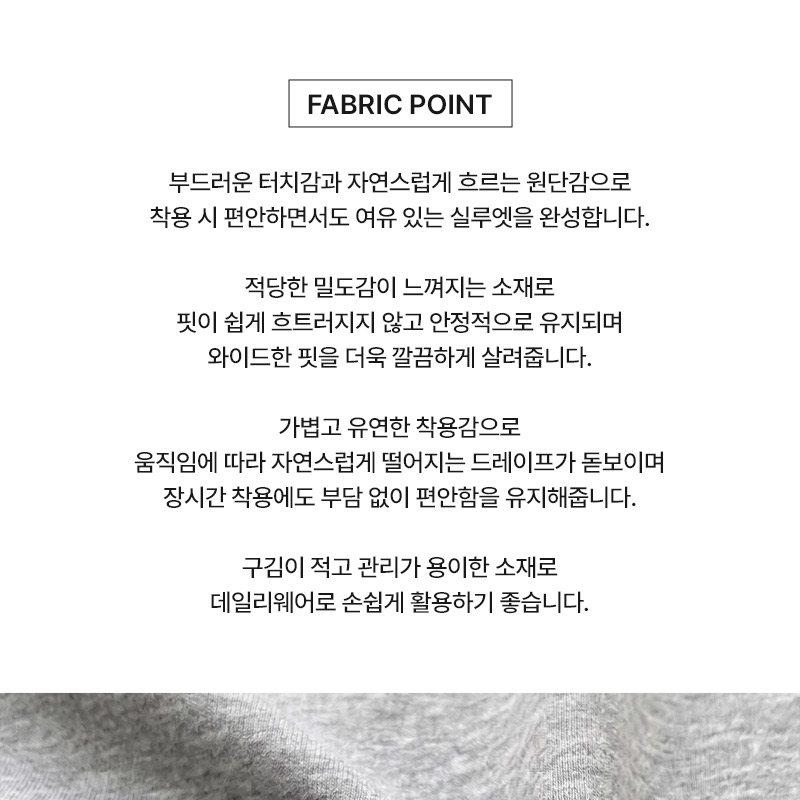 FABRIC POINT
부드러운 터치감과 자연스럽게 흐르는 원단감으로
착용 시 편안하면서도 여유 있는 실루엣을 완성합니다.
적당한 밀도감이 느껴지는 소재로
핏이 쉽게 흐트러지지 않고 안정적으로 유지되며
와이드한 핏을 더욱 깔끔하게 살려줍니다.
가볍고 유연한 착용감으로
움직임에 따라 자연스럽게 떨어지는 드레이프가 돋보이며
장시간 착용에도 부담 없이 편안함을 유지해줍니다.
구김이 적고 관리가 용이한 소재로
데일리웨어로 손쉽게 활용하기 좋습니다.